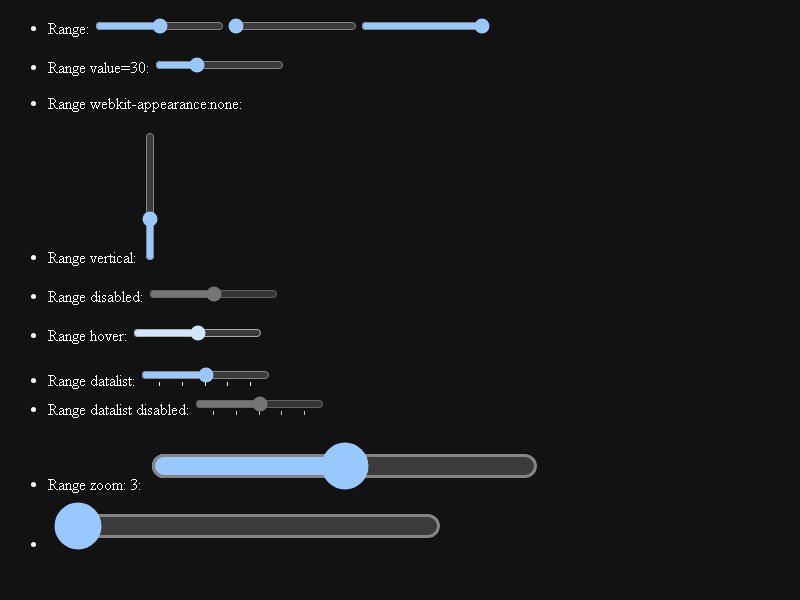 Range:
Range value=30:
Range webkit-appearance:none:
Range vertical:
Range disabled:
Range hover:
Range datalist:
Range datalist disabled:
Range zoom: 3: